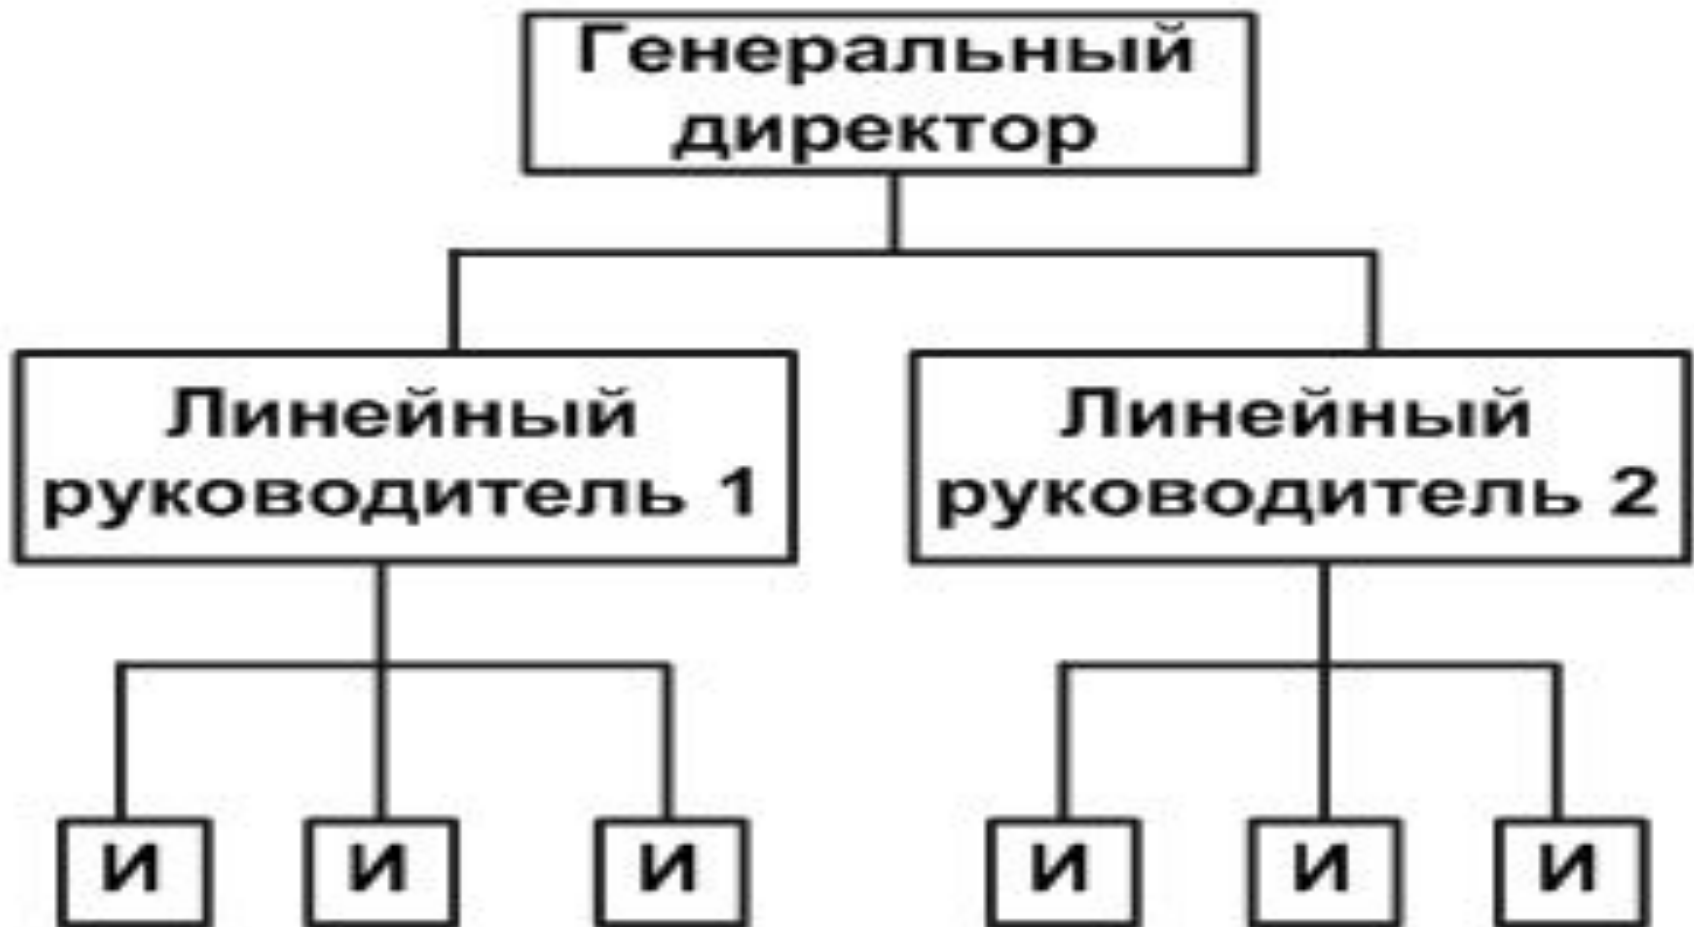 Генеральный
директор
Линейный
руководитель 1
Линейный
руководитель 2
И
И
И
И
И
И